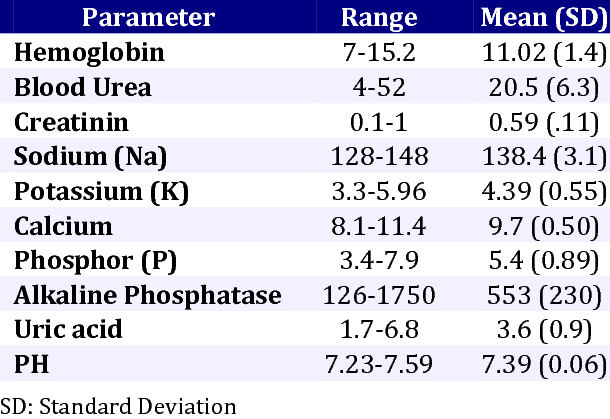 Parameter Range Mean (SD)
Hemoglobin 7-15.2 11.02 (1.4)
Blood Urea 4-52 20.5 (6.3)
Creatinin 0.1-1 0.59 (.11)
Sodium (Na) 128-148 138.4 (3.1)
Potassium (K) 3.3-5.96 4.39 (0.55)
Calcium 8.1-11.4 9.7 (0.50)
Phosphor (P) 3.4-7.9 5.4 (0.89)
Alkaline Phosphatase 126-1750 553 (230)
Uric acid 1.7-6.8 3.6 (0.9)
PH 7.23-7.59 7.39 (0.06)
SD: Standard Deviation